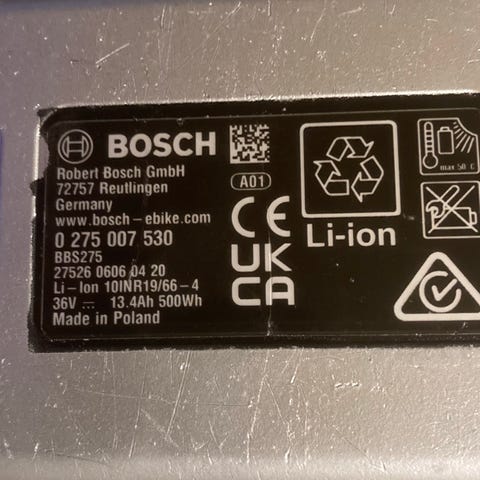 BOSCH
Robert Bosch GmbH
72757 Reutlingen
Germany
www.bosch-ebike.com
0 275 007 530
BBS275
27526 0606 04 20
Li-Ion 10INR19/66-4
36V ⎓ 13.4Ah 500Wh
Made in Poland
A01
CE
UK
CA
Li-ion
max 50 C